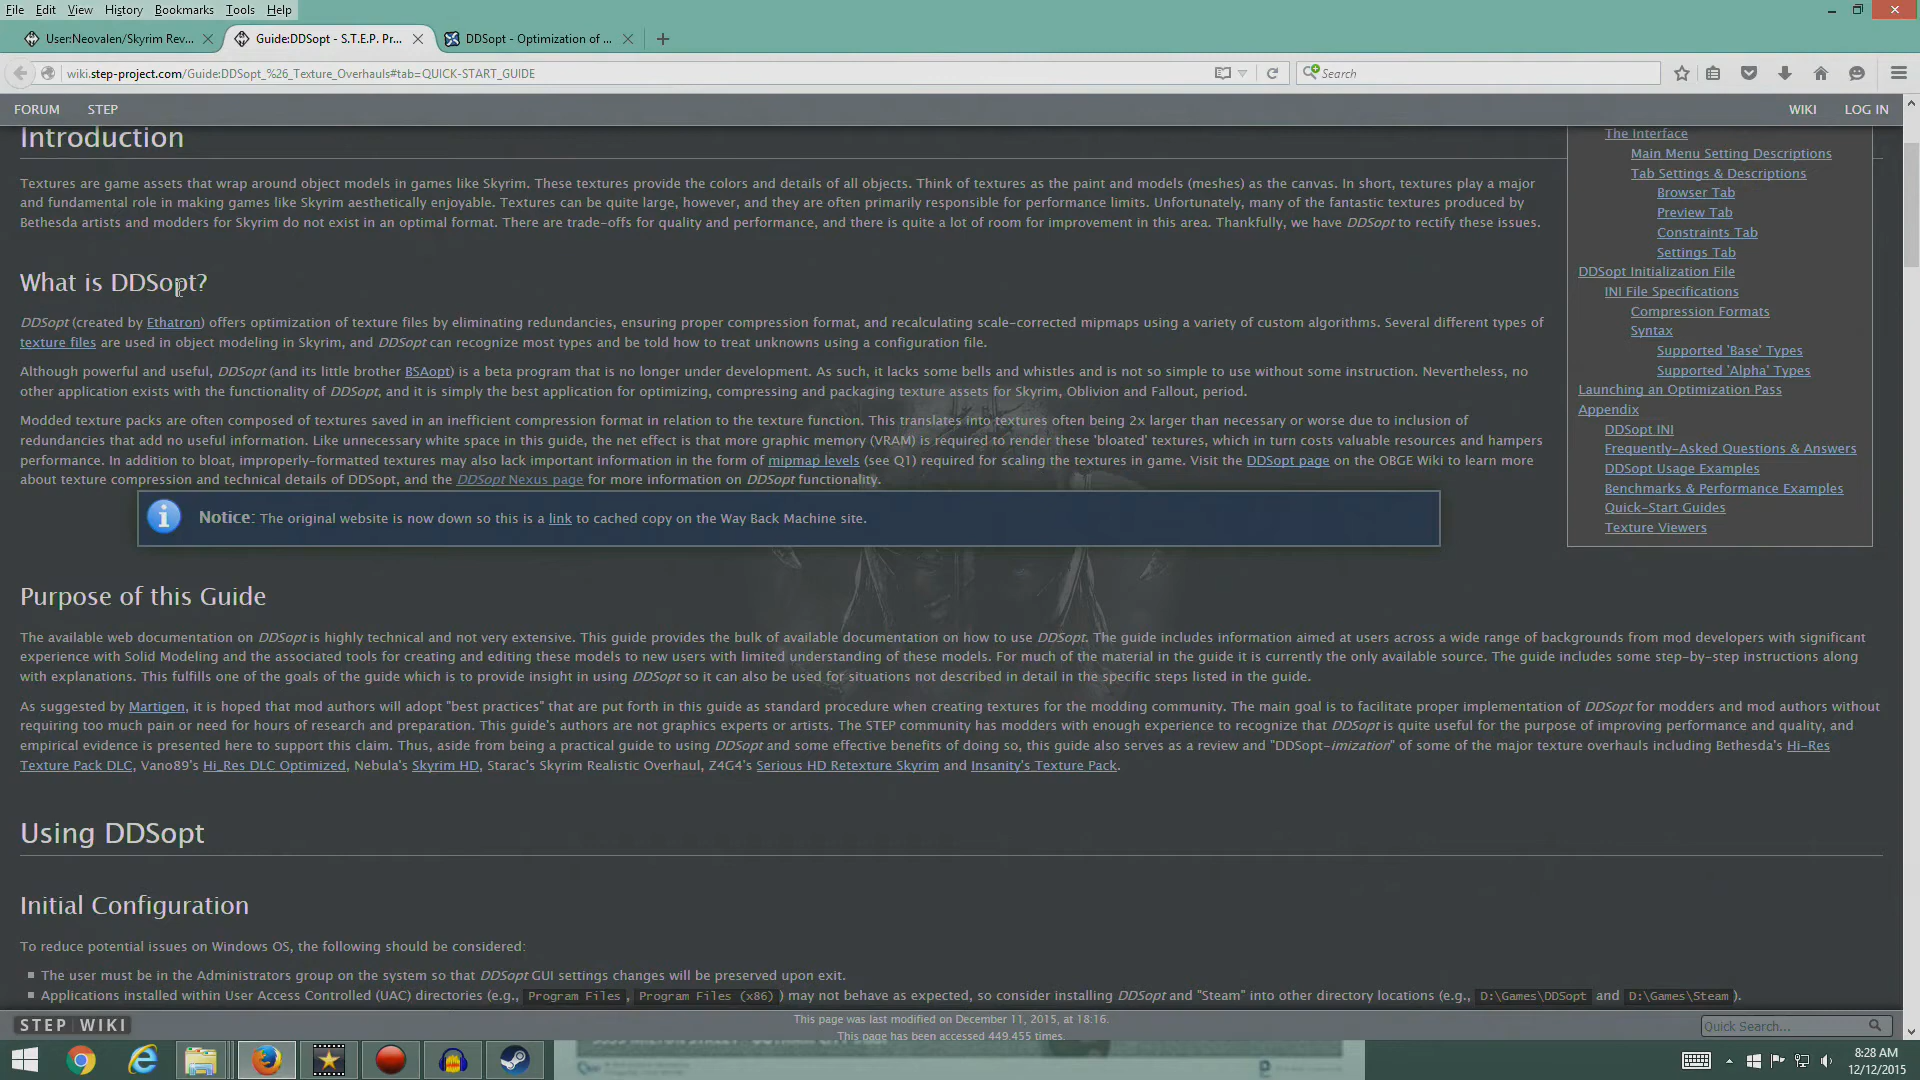 File Edit View History Bookmarks Tools Help
User:Neovalen/Skyrim Rev... Guide:DDSopt - S.T.E.P. Pr... DDSopt - Optimization of ...
wiki.step-project.com/Guide:DDSopt_%26_Texture_Overhauls#tab=QUICK-START_GUIDE Search
FORUM STEP WIKI LOG IN
Introduction
Textures are game assets that wrap around object models in games like Skyrim. These textures provide the colors and details of all objects. Think of textures as the paint and models (meshes) as the canvas. In short, textures play a major
and fundamental role in making games like Skyrim aesthetically enjoyable. Textures can be quite large, however, and they are often primarily responsible for performance limits. Unfortunately, many of the fantastic textures produced by
Bethesda artists and modders for Skyrim do not exist in an optimal format. There are trade-offs for quality and performance, and there is quite a lot of room for improvement in this area. Thankfully, we have DDSopt to rectify these issues.
What is DDSopt?
DDSopt (created by Ethatron) offers optimization of texture files by eliminating redundancies, ensuring proper compression format, and recalculating scale-corrected mipmaps using a variety of custom algorithms. Several different types of
texture files are used in object modeling in Skyrim, and DDSopt can recognize most types and be told how to treat unknowns using a configuration file.
Although powerful and useful, DDSopt (and its little brother BSAopt) is a beta program that is no longer under development. As such, it lacks some bells and whistles and is not so simple to use without some instruction. Nevertheless, no
other application exists with the functionality of DDSopt, and it is simply the best application for optimizing, compressing and packaging texture assets for Skyrim, Oblivion and Fallout, period.
Modded texture packs are often composed of textures saved in an inefficient compression format in relation to the texture function. This translates into textures often being 2x larger than necessary or worse due to inclusion of
redundancies that add no useful information. Like unnecessary white space in this guide, the net effect is that more graphic memory (VRAM) is required to render these 'bloated' textures, which in turn costs valuable resources and hampers
performance. In addition to bloat, improperly-formatted textures may also lack important information in the form of mipmap levels (see Q1) required for scaling the textures in game. Visit the DDSopt page on the OBGE Wiki to learn more
about texture compression and technical details of DDSopt, and the DDSopt Nexus page for more information on DDSopt functionality.
Notice: The original website is now down so this is a link to cached copy on the Way Back Machine site.
The Interface
Main Menu Setting Descriptions
Tab Settings & Descriptions
Browser Tab
Preview Tab
Constraints Tab
Settings Tab
DDSopt Initialization File
INI File Specifications
Compression Formats
Syntax
Supported 'Base' Types
Supported 'Alpha' Types
Launching an Optimization Pass
Appendix
DDSopt INI
Frequently-Asked Questions & Answers
DDSopt Usage Examples
Benchmarks & Performance Examples
Quick-Start Guides
Texture Viewers
Purpose of this Guide
The available web documentation on DDSopt is highly technical and not very extensive. This guide provides the bulk of available documentation on how to use DDSopt. The guide includes information aimed at users across a wide range of backgrounds from mod developers with significant
experience with Solid Modeling and the associated tools for creating and editing these models to new users with limited understanding of these models. For much of the material in the guide it is currently the only available source. The guide includes some step-by-step instructions along
with explanations. This fulfills one of the goals of the guide which is to provide insight in using DDSopt so it can also be used for situations not described in detail in the specific steps listed in the guide.
As suggested by Martigen, it is hoped that mod authors will adopt "best practices" that are put forth in this guide as standard procedure when creating textures for the modding community. The main goal is to facilitate proper implementation of DDSopt for modders and mod authors without
requiring too much pain or need for hours of research and preparation. This guide's authors are not graphics experts or artists. The STEP community has modders with enough experience to recognize that DDSopt is quite useful for the purpose of improving performance and quality, and
empirical evidence is presented here to support this claim. Thus, aside from being a practical guide to using DDSopt and some effective benefits of doing so, this guide also serves as a review and "DDSopt-imization" of some of the major texture overhauls including Bethesda's Hi-Res
Texture Pack DLC, Vano89's Hi_Res DLC Optimized, Nebula's Skyrim HD, Starac's Skyrim Realistic Overhaul, Z4G4's Serious HD Retexture Skyrim and Insanity's Texture Pack.
Using DDSopt
Initial Configuration
To reduce potential issues on Windows OS, the following should be considered:
The user must be in the Administrators group on the system so that DDSopt GUI settings changes will be preserved upon exit.
Applications installed within User Access Controlled (UAC) directories (e.g., Program Files, Program Files (x86)) may not behave as expected, so consider installing DDSopt and "Steam" into other directory locations (e.g., D:\Games\DDSopt and D:\Games\Steam).
STEP WIKI
This page was last modified on December 11, 2015, at 18:16.
This page has been accessed 449,455 times.
Quick Search...
8:28 AM
12/12/2015